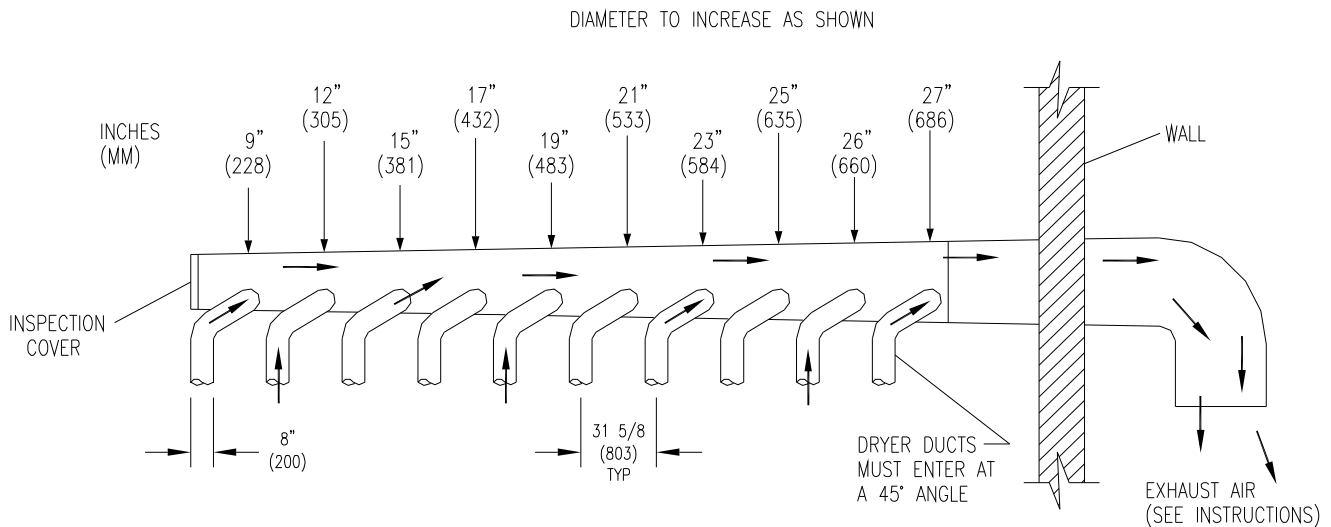 DIAMETER TO INCREASE AS SHOWN
INCHES
(MM)
9"
(228)
12"
(305)
15"
(381)
17"
(432)
19"
(483)
21"
(533)
23"
(584)
25"
(635)
26"
(660)
27"
(686)
WALL
INSPECTION
COVER
8"
(200)
31 5/8
(803)
TYP
DRYER DUCTS
MUST ENTER AT
A 45° ANGLE
EXHAUST AIR
(SEE INSTRUCTIONS)